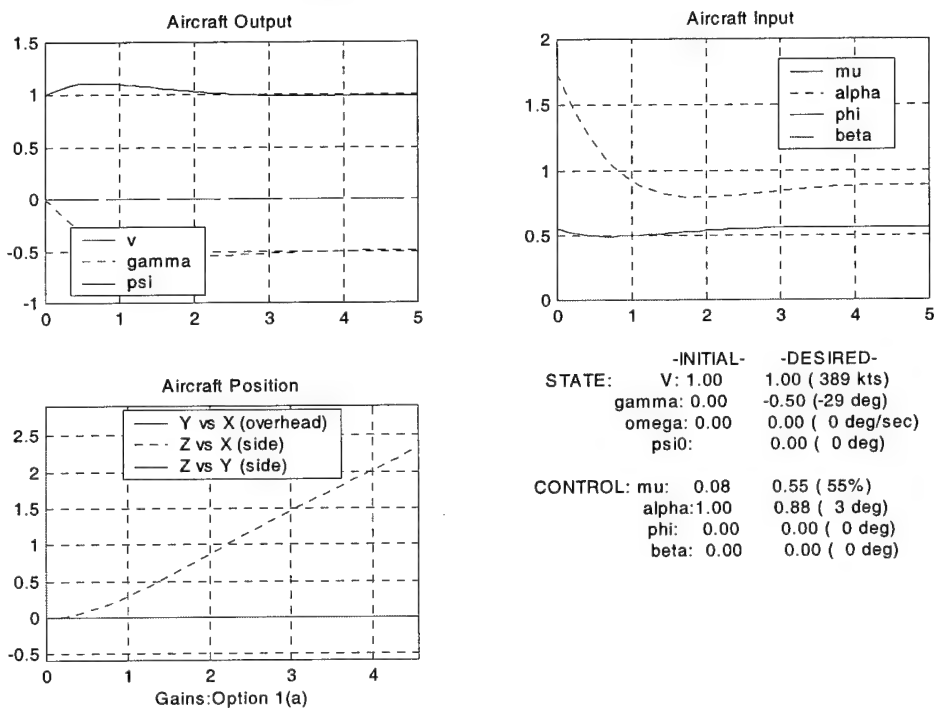 Aircraft Output
1.5
1
0.5
0
-0.5
-1
v
gamma
psi
0 1 2 3 4 5
Aircraft Input
2
1.5
1
0.5
0
mu
alpha
phi
beta
0 1 2 3 4 5
Aircraft Position
2.5
2
1.5
1
0.5
0
-0.5
Y vs X (overhead)
Z vs X (side)
Z vs Y (side)
0 1 2 3 4
Gains:Option 1(a)
-INITIAL- -DESIRED-
STATE: V: 1.00 1.00 ( 389 kts)
gamma: 0.00 -0.50 (-29 deg)
omega: 0.00 0.00 ( 0 deg/sec)
psi0: 0.00 ( 0 deg)
CONTROL: mu: 0.08 0.55 ( 55%)
alpha:1.00 0.88 ( 3 deg)
phi: 0.00 0.00 ( 0 deg)
beta: 0.00 0.00 ( 0 deg)